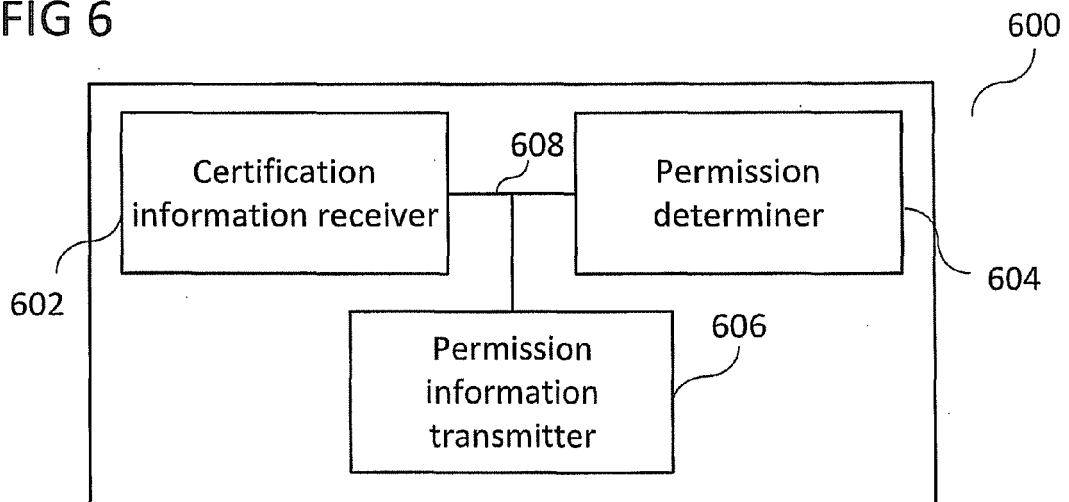 FIG 6
600
608
Certification
information receiver
Permission
determiner
602
604
606
Permission
information
transmitter